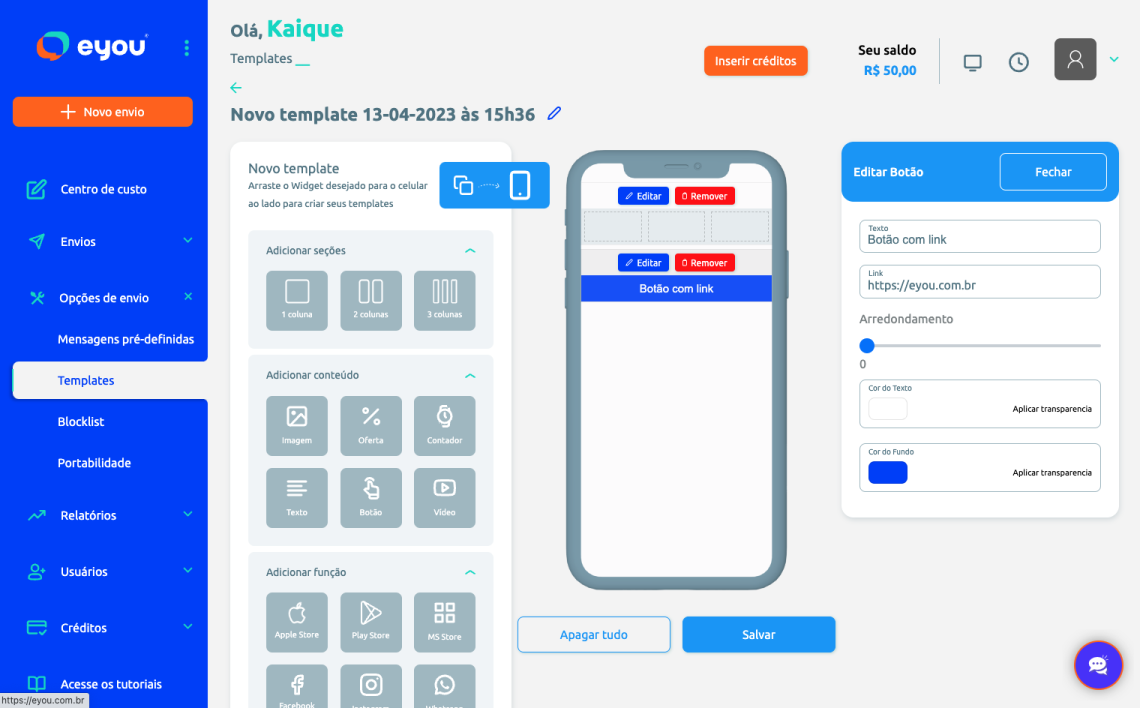 eyou
Olá, Kaique
Templates
Inserir créditos
Seu saldo
R$ 50,00
Novo template 13-04-2023 às 15h36
Novo envio
Centro de custo
Envios
Opções de envio
Mensagens pré-definidas
Templates
Blocklist
Portabilidade
Relatórios
Usuários
Créditos
Acesse os tutoriais
https://eyou.com.br
Novo template
Arraste o Widget desejado para o celular
ao lado para criar seus templates
Adicionar seções
1 coluna
2 colunas
3 colunas
Adicionar conteúdo
Imagem
Oferta
Contador
Texto
Botão
Vídeo
Adicionar função
Apple Store
Play Store
MS Store
Facebook
Instagram
Whatsapp
Editar
Remover
Editar
Remover
Botão com link
Apagar tudo
Salvar
Editar Botão
Fechar
Texto
Botão com link
Link
https://eyou.com.br
Arredondamento
0
Cor do Texto
Aplicar transparencia
Cor do Fundo
Aplicar transparencia